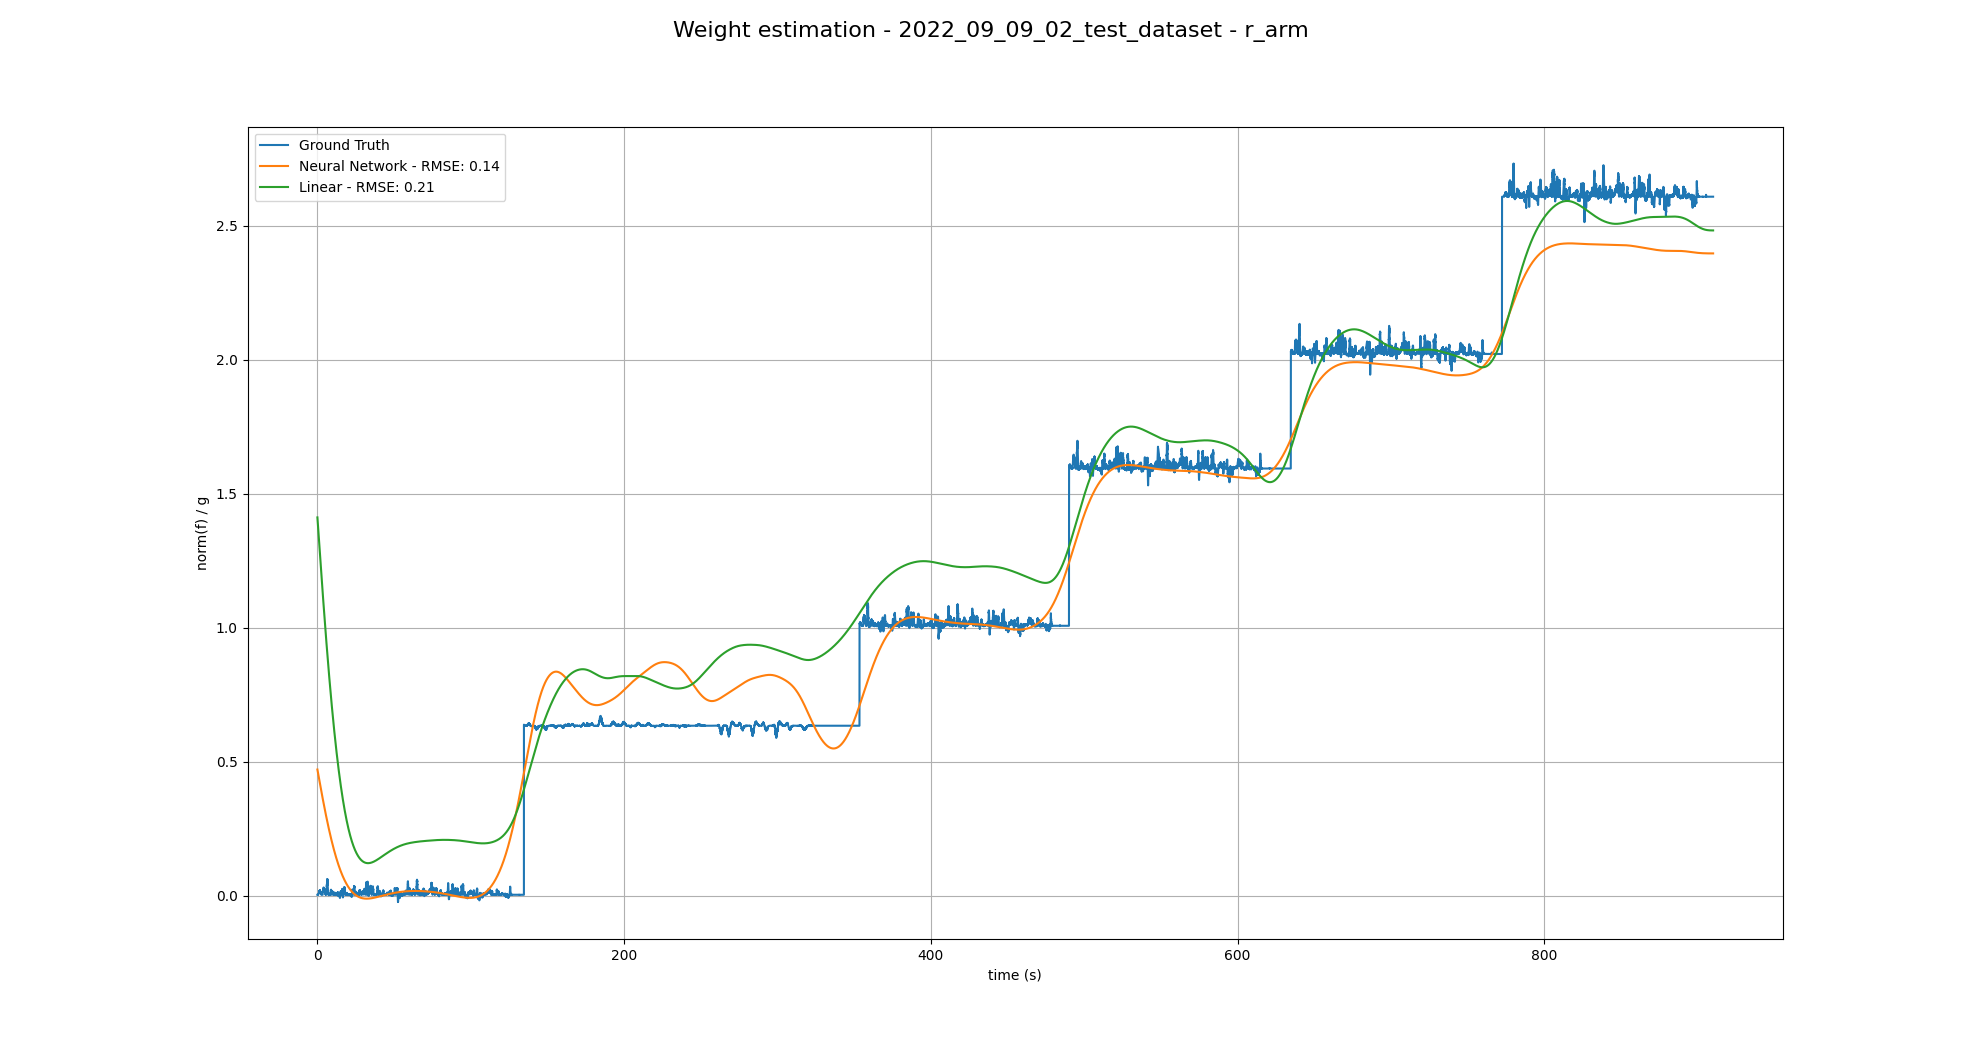 Weight estimation - 2022_09_09_02_test_dataset - r_arm
Ground Truth
Neural Network - RMSE: 0.14
Linear - RMSE: 0.21
norm(f) / g
2.5
2.0
1.5
1.0
0.5
0.0
0 200 400 600 800
time (s)